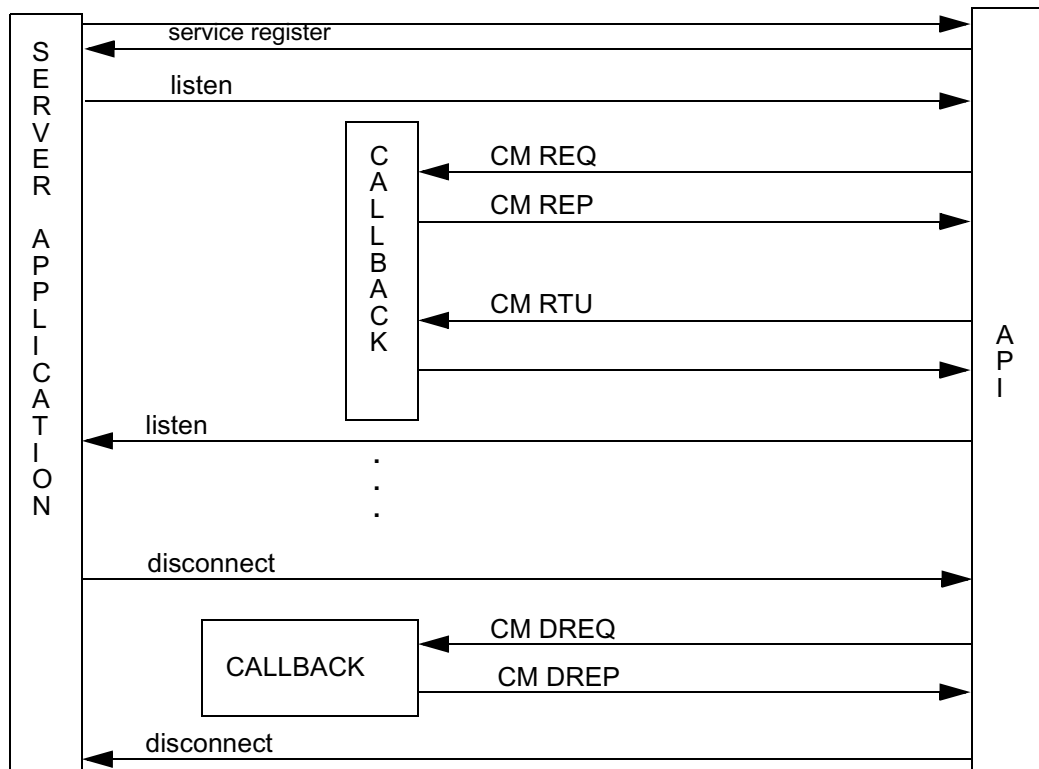 service register
SERVER APPLICATION
listen
CALLBACK
CM REQ
CM REP
CM RTU
API
listen
.
.
.
disconnect
CM DREQ
CALLBACK
CM DREP
disconnect